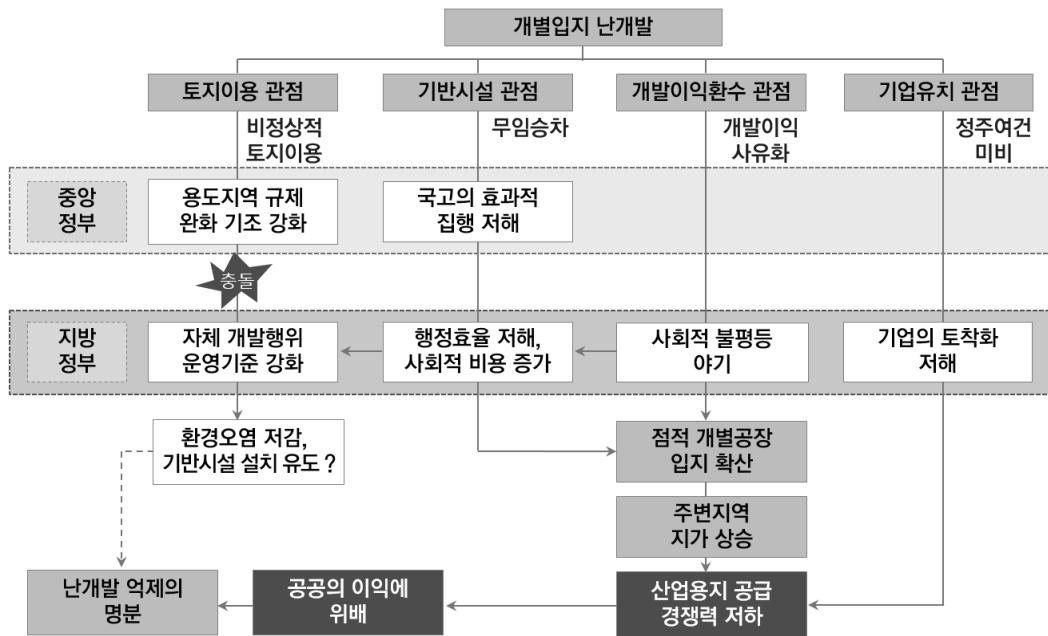 개별입지 난개발
토지이용 관점
기반시설 관점
개발이익환수 관점
기업유치 관점
비정상적
토지이용
무임승차
개발이익
사유화
정주여건
미비
중앙
정부
용도지역 규제
완화 기조 강화
국고의 효과적
집행 저해
충돌
지방
정부
자체 개발행위
운영기준 강화
행정효율 저해,
사회적 비용 증가
사회적 불평등
야기
기업의 토착화
저해
환경오염 저감,
기반시설 설치 유도 ?
점적 개별공장
입지 확산
주변지역
지가 상승
난개발 억제의
명분
공공의 이익에
위배
산업용지 공급
경쟁력 저하